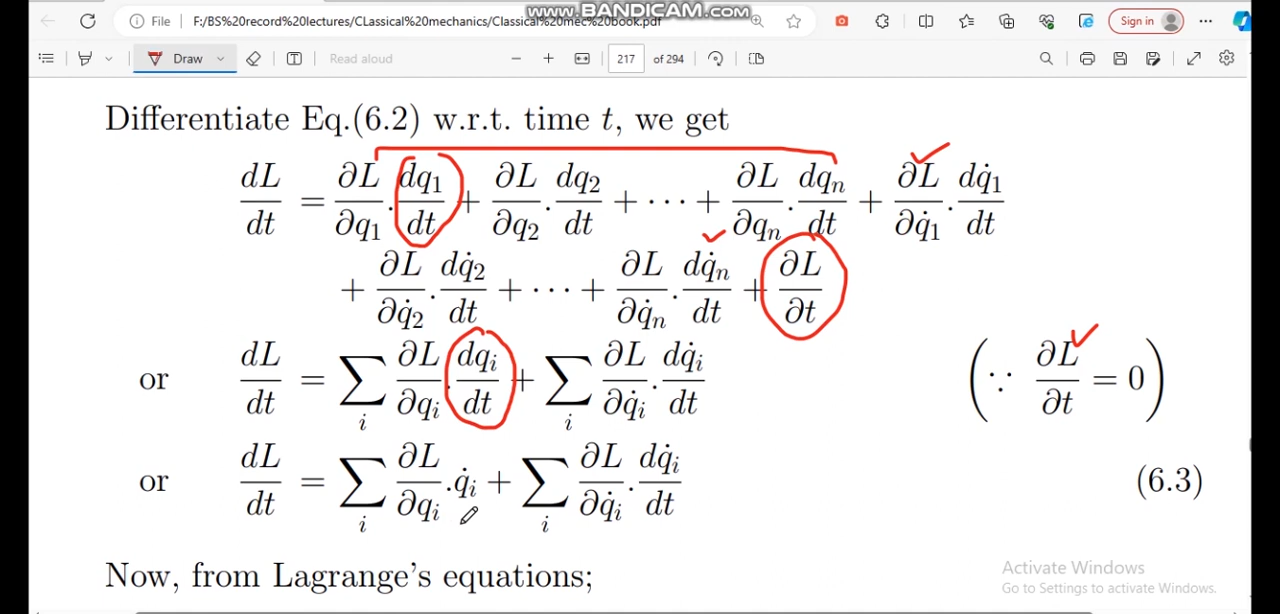 www.BANDICAM.com
File F:/BS%20record%20lectures/CLassical%20mechanics/Classical%20mec%20book.pdf Sign in
Draw Read aloud 217 of 294
Differentiate Eq.(6.2) w.r.t. time t, we get
dL/dt = ∂L/∂q₁ . dq₁/dt + ∂L/∂q₂ . dq₂/dt + ⋯ + ∂L/∂qₙ . dqₙ/dt + ∂L/∂q̇₁ . dq̇₁/dt
+ ∂L/∂q̇₂ . dq̇₂/dt + ⋯ + ∂L/∂q̇ₙ . dq̇ₙ/dt + ∂L/∂t
or dL/dt = ∑ᵢ ∂L/∂qᵢ . dqᵢ/dt + ∑ᵢ ∂L/∂q̇ᵢ . dq̇ᵢ/dt (∵ ∂L/∂t = 0)
or dL/dt = ∑ᵢ ∂L/∂qᵢ . q̇ᵢ + ∑ᵢ ∂L/∂q̇ᵢ . dq̇ᵢ/dt (6.3)
Now, from Lagrange's equations;
Activate Windows
Go to Settings to activate Windows.